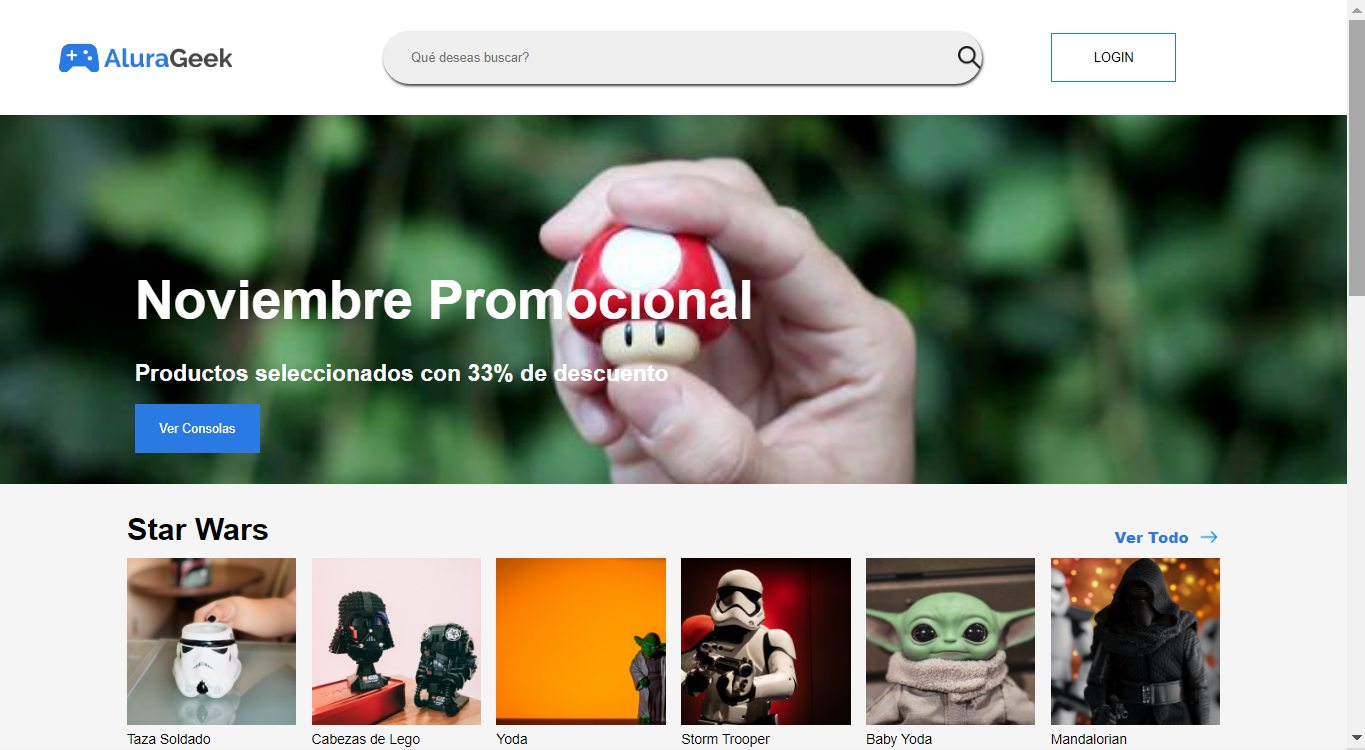 AluraGeek
Qué deseas buscar?
LOGIN
Noviembre Promocional
Productos seleccionados con 33% de descuento
Ver Consolas
Star Wars
Ver Todo
Taza Soldado
Cabezas de Lego
Yoda
Storm Trooper
Baby Yoda
Mandalorian